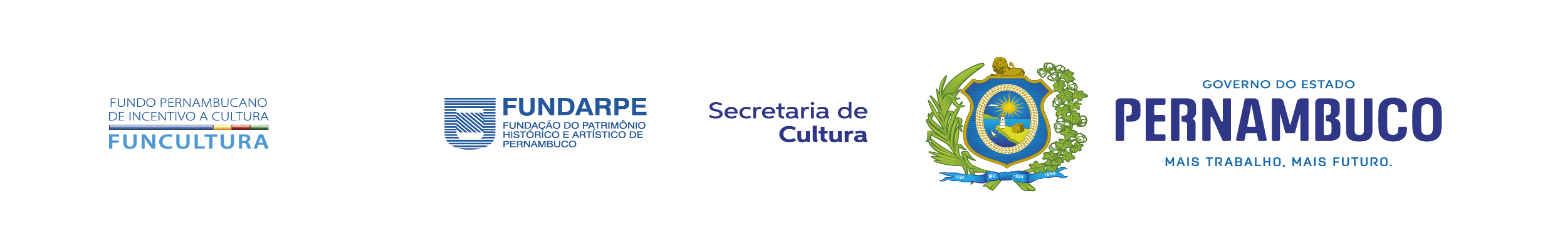 FUNDO PERNAMBUCANO
DE INCENTIVO A CULTURA
FUNCULTURA
FUNDARPE
FUNDAÇÃO DO PATRIMÔNIO
HISTÓRICO E ARTÍSTICO DE
PERNAMBUCO
Secretaria de
Cultura
GOVERNO DO ESTADO
PERNAMBUCO
MAIS TRABALHO, MAIS FUTURO.